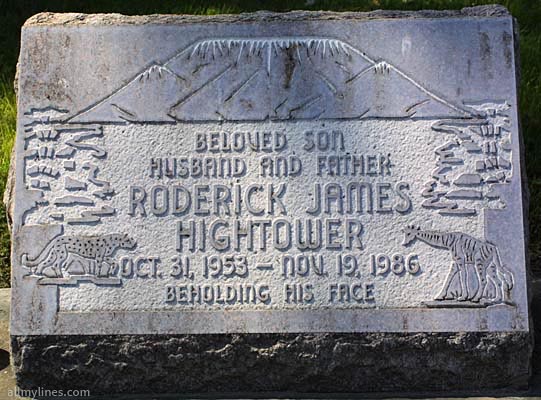 BELOVED SON
HUSBAND AND FATHER
RODERICK JAMES
HIGHTOWER
OCT. 31, 1953 — NOV. 19, 1986
BEHOLDING HIS FACE
allmylines.com